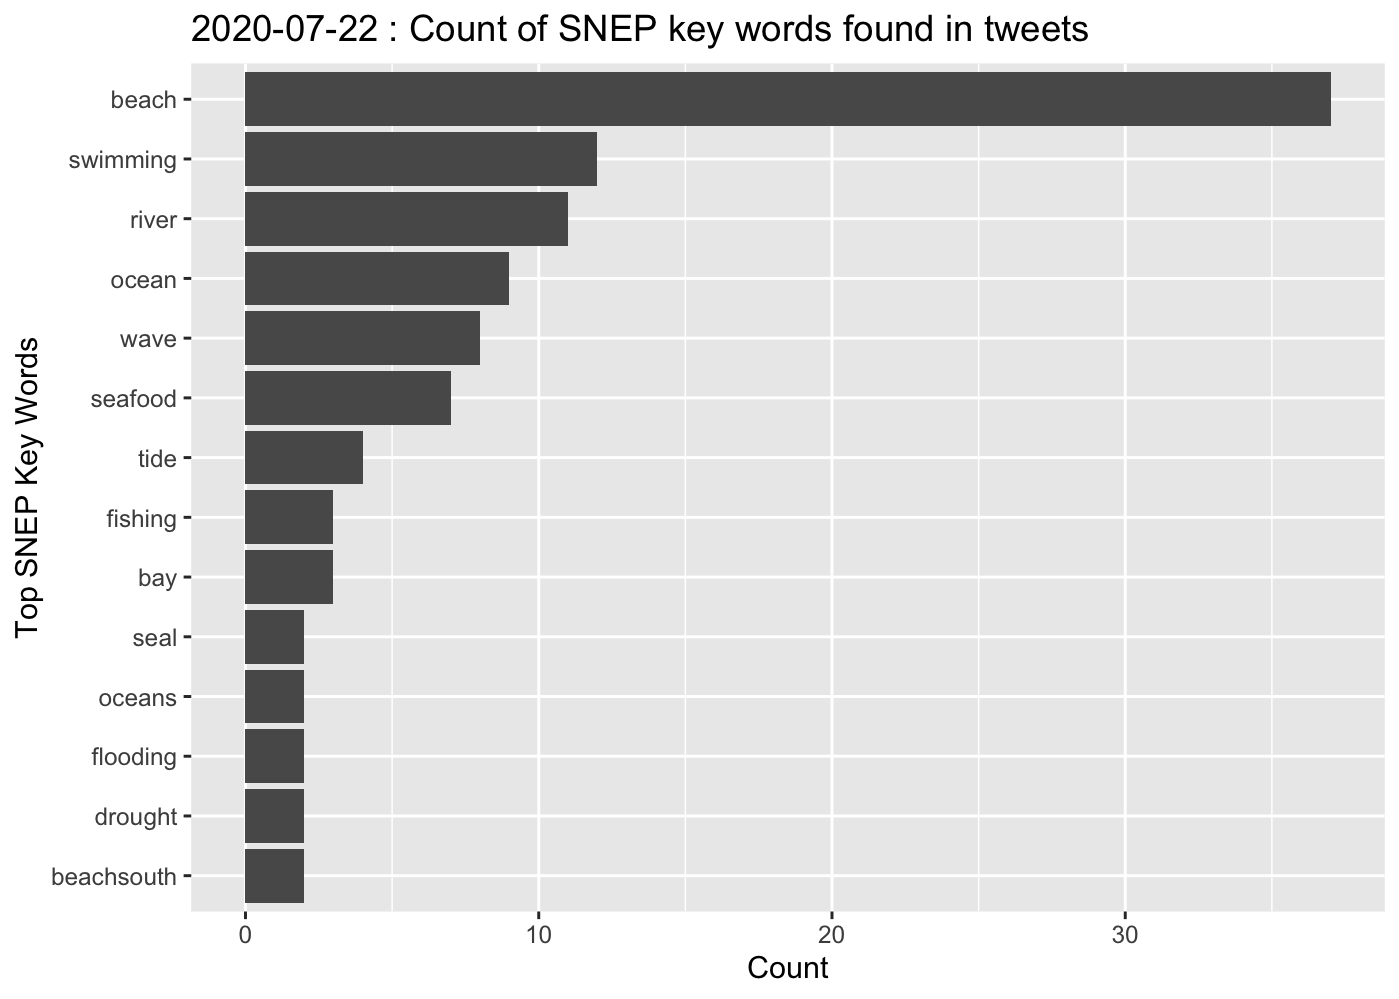 2020-07-22 : Count of SNEP key words found in tweets
Top SNEP Key Words
beach
swimming
river
ocean
wave
seafood
tide
fishing
bay
seal
oceans
flooding
drought
beachsouth
0 10 20 30
Count